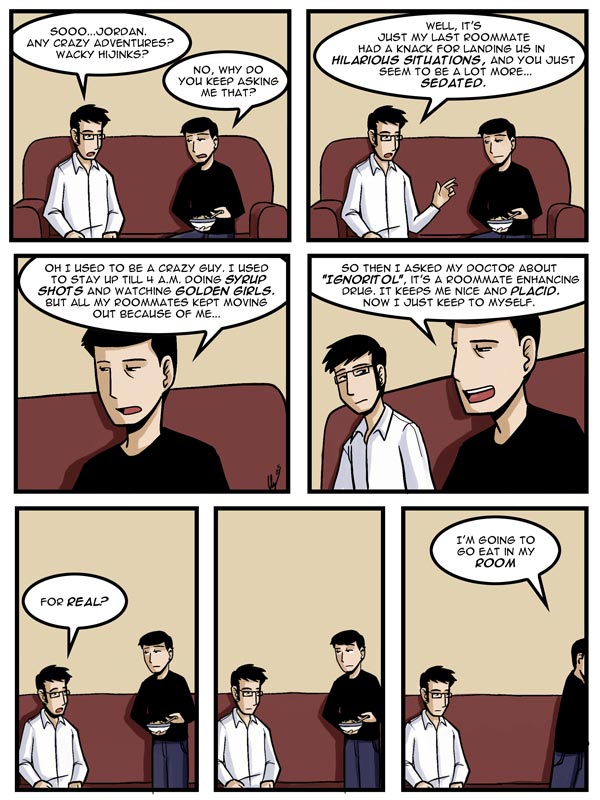 SOOO...JORDAN.
ANY CRAZY ADVENTURES?
WACKY HIJINKS?
NO, WHY DO
YOU KEEP ASKING
ME THAT?
WELL, IT'S
JUST MY LAST ROOMMATE
HAD A KNACK FOR LANDING US IN
HILARIOUS SITUATIONS, AND YOU JUST
SEEM TO BE A LOT MORE...
SEDATED.
OH I USED TO BE A CRAZY GUY. I USED
TO STAY UP TILL 4 A.M. DOING SYRUP
SHOTS AND WATCHING GOLDEN GIRLS.
BUT ALL MY ROOMMATES KEPT MOVING
OUT BECAUSE OF ME...
SO THEN I ASKED MY DOCTOR ABOUT
"IGNORITOL", IT'S A ROOMMATE ENHANCING
DRUG. IT KEEPS ME NICE AND PLACID.
NOW I JUST KEEP TO MYSELF.
FOR REAL?
I'M GOING TO
GO EAT IN MY
ROOM